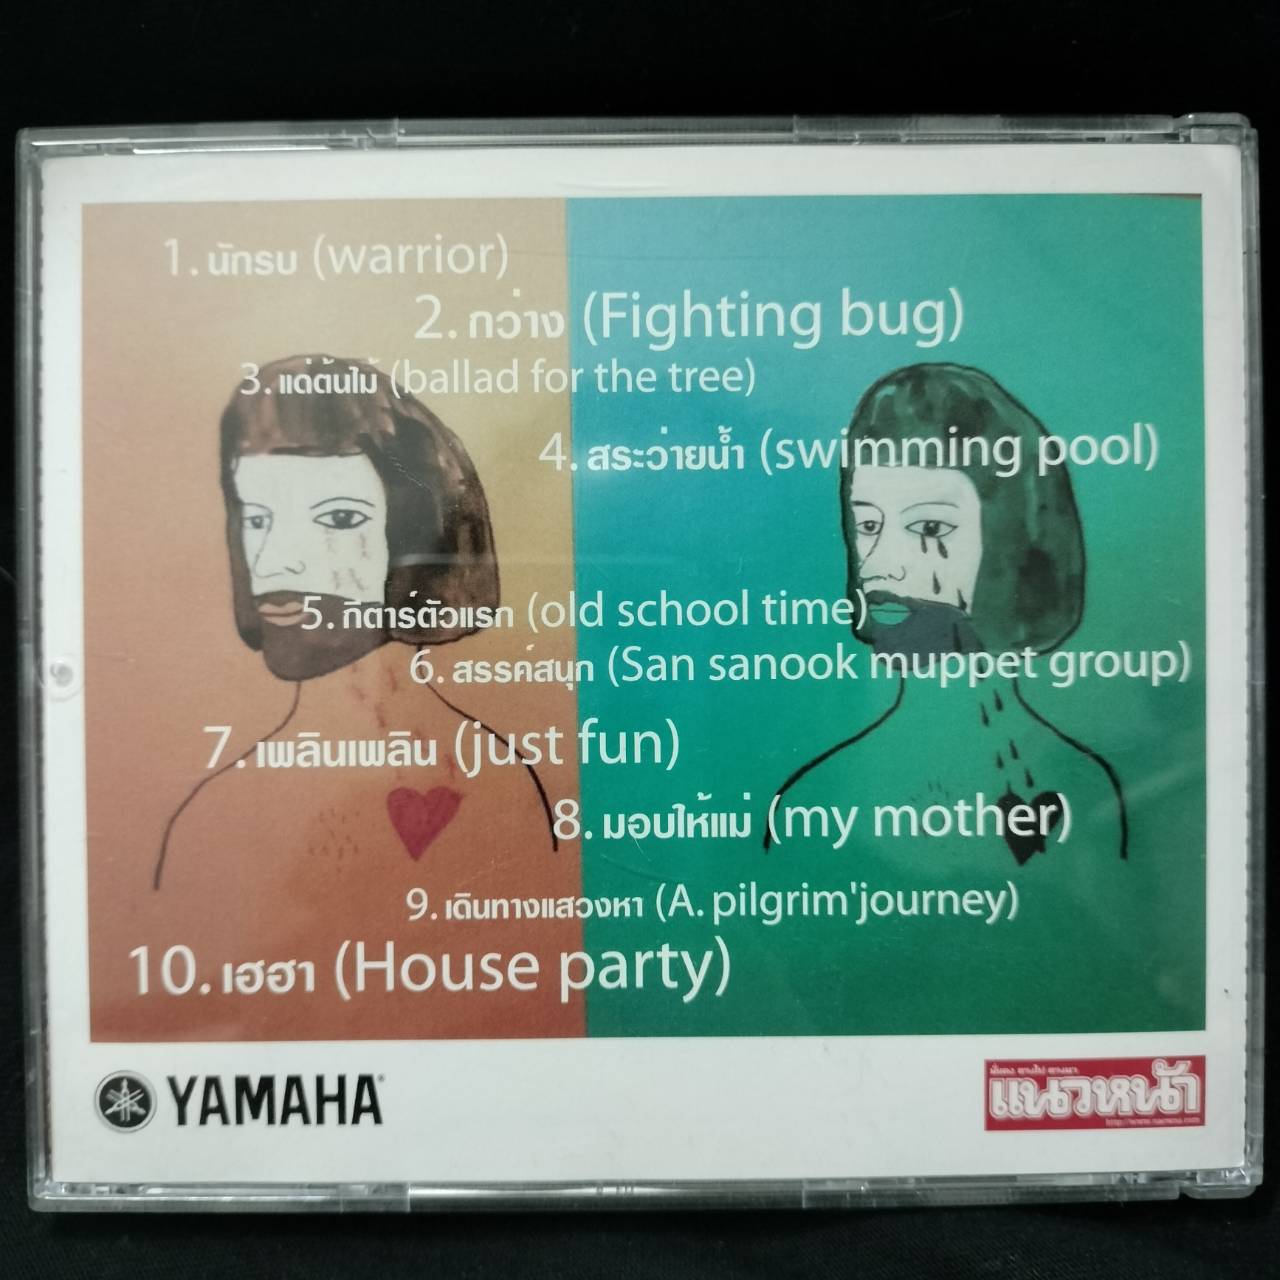 1. นักรบ (warrior)
2. กว่าง (Fighting bug)
3. แด่ต้นไม้ (ballad for the tree)
4. สระว่ายน้ำ (swimming pool)
5. กีตาร์ตัวแรก (old school time)
6. สรรค์สนุก (San sanook muppet group)
7. เพลินเพลิน (just fun)
8. มอบให้แม่ (my mother)
9. เดินทางแสวงหา (A. pilgrim'journey)
10. เฮฮา (House party)
YAMAHA
แนวหน้า